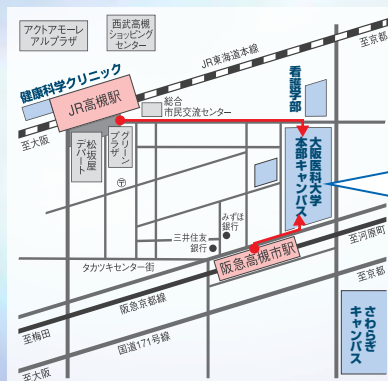 アクトアモーレ
アルプラザ
西武高槻
ショッピング
センター
至京都
JR東海道本線
健康科学クリニック
JR高槻駅
看護学部
総合
市民交流センター
至大阪
松坂屋
デパート
グリーン
プラザ
大阪医科大学
本部キャンパス
〒
みずほ
銀行
三井住友
銀行
至河原町
タカツキセンター街
阪急高槻市駅
至京都
阪急京都線
さわらぎ
キャンパス
至梅田
国道171号線
至大阪